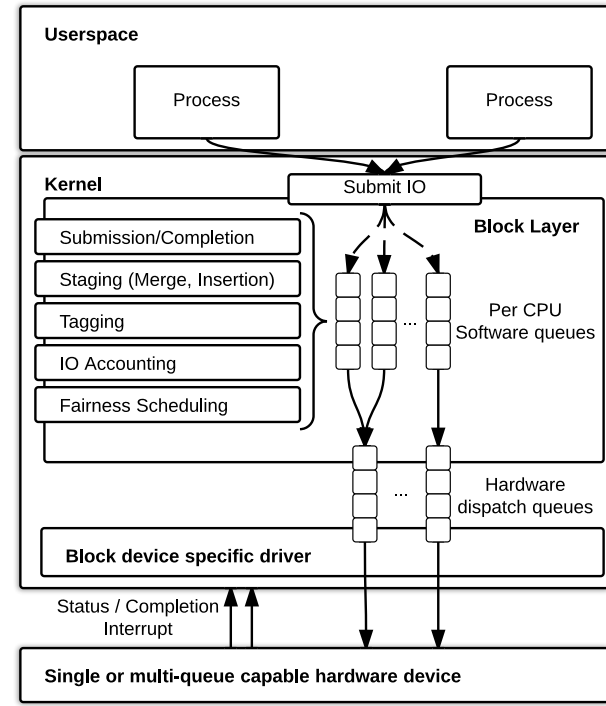 Userspace
Process
Process
Kernel
Submit IO
Block Layer
Submission/Completion
Staging (Merge, Insertion)
Tagging
IO Accounting
Fairness Scheduling
...
Per CPU
Software queues
...
Hardware
dispatch queues
Block device specific driver
Status / Completion
Interrupt
Single or multi-queue capable hardware device